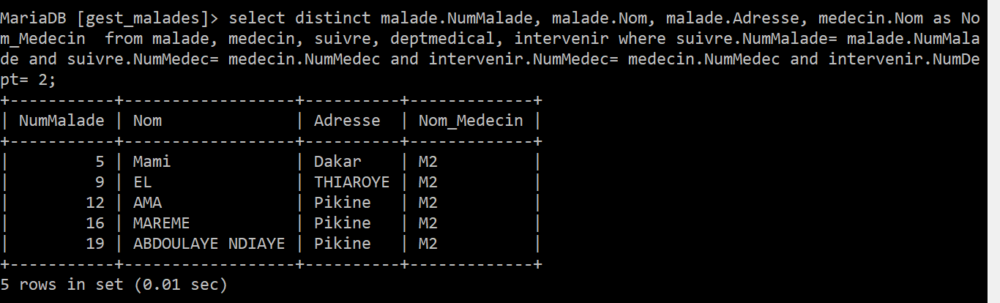 MariaDB [gest_malades]> select distinct malade.NumMalade, malade.Nom, malade.Adresse, medecin.Nom as No
m_Medecin  from malade, medecin, suivre, deptmedical, intervenir where suivre.NumMalade= malade.NumMala
de and suivre.NumMedec= medecin.NumMedec and intervenir.NumMedec= medecin.NumMedec and intervenir.NumDe
pt= 2;
+-----------+------------------+----------+-------------+
| NumMalade | Nom              | Adresse  | Nom_Medecin |
+-----------+------------------+----------+-------------+
|         5 | Mami             | Dakar    | M2          |
|         9 | EL               | THIAROYE | M2          |
|        12 | AMA              | Pikine   | M2          |
|        16 | MAREME           | Pikine   | M2          |
|        19 | ABDOULAYE NDIAYE | Pikine   | M2          |
+-----------+------------------+----------+-------------+
5 rows in set (0.01 sec)